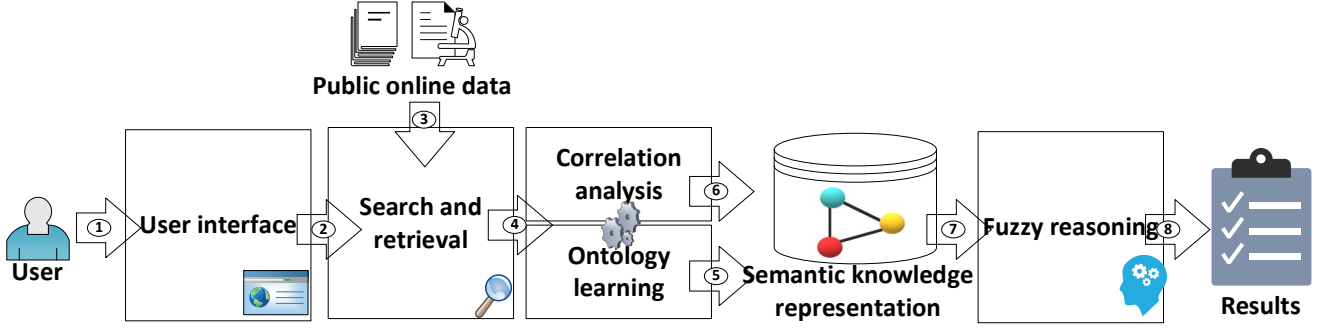 Public online data
3
Correlation
analysis
6
1
User interface
2
Search and
retrieval
4
7
Fuzzy reasoning
8
User
Ontology
learning
5
Semantic knowledge
representation
Results